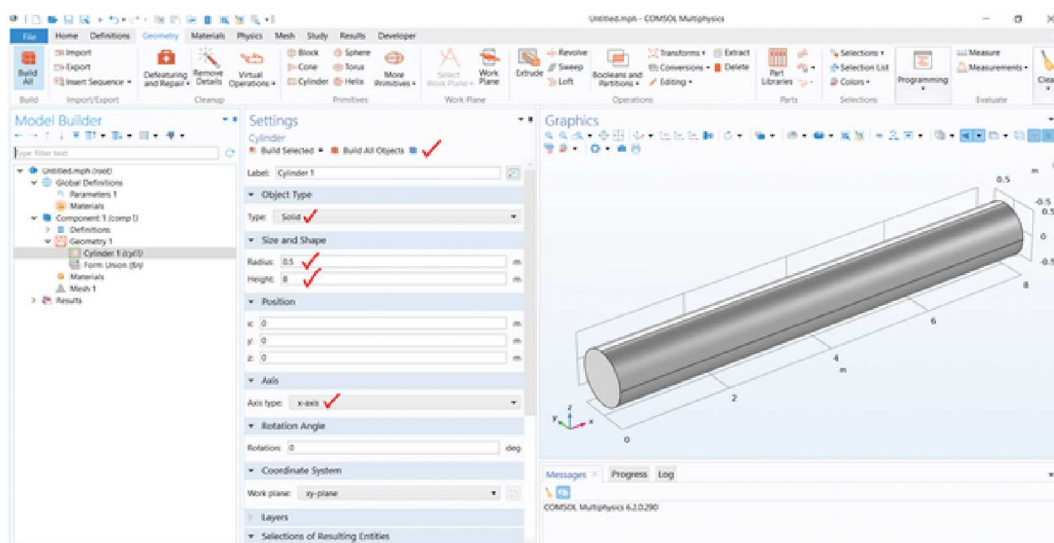 Untitled.mph - COMSOL Multiphysics
File Home Definitions Geometry Materials Physics Mesh Study Results Developer
Build All
Import
Export
Insert Sequence
Defeaturing and Repair
Remove Details
Virtual Operations
Block
Cone
Cylinder
Sphere
Torus
Helix
More Primitives
Select Work Plane
Work Plane
Extrude
Revolve
Sweep
Loft
Booleans and Partitions
Transforms
Conversions
Editing
Extract
Delete
Part Libraries
Selections
Selection List
Colors
Programming
Measure
Measurements
Build Import/Export Cleanup Primitives Work Plane Operations Parts Selections Evaluate
Model Builder
Type filter text
Untitled.mph (root)
Global Definitions
Parameters 1
Materials
Component 1 (comp1)
Definitions
Geometry 1
Cylinder 1 (cyl1)
Form Union (fin)
Materials
Mesh 1
Results
Settings
Cylinder
Build Selected Build All Objects
Label: Cylinder 1
Object Type
Type: Solid
Size and Shape
Radius: 0.5 m
Height: 8 m
Position
x: 0 m
y: 0 m
z: 0 m
Axis
Axis type: x-axis
Rotation Angle
Rotation: 0 deg
Coordinate System
Work plane: xy-plane
Layers
Selections of Resulting Entities
Graphics
0.5
m
-0.5
0.5
0
-0.5
8
6
4
m
2
0
z
y
x
Messages Progress Log
COMSOL Multiphysics 6.2.0.290